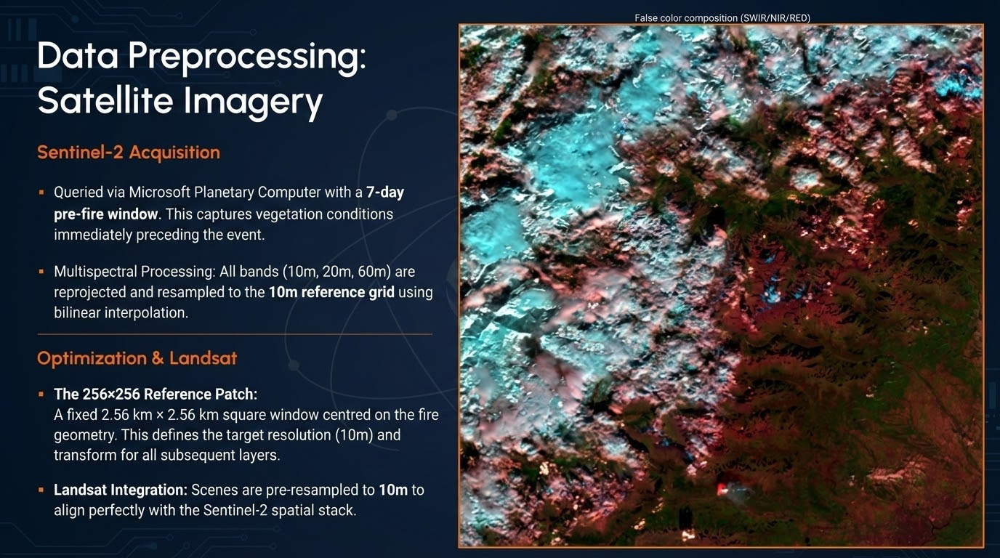 Data Preprocessing:
Satellite Imagery
Sentinel-2 Acquisition
▪ Queried via Microsoft Planetary Computer with a 7-day
pre-fire window. This captures vegetation conditions
immediately preceding the event.
▪ Multispectral Processing: All bands (10m, 20m, 60m) are
reprojected and resampled to the 10m reference grid using
bilinear interpolation.
Optimization & Landsat
▪ The 256×256 Reference Patch:
A fixed 2.56 km × 2.56 km square window centred on the fire
geometry. This defines the target resolution (10m) and
transform for all subsequent layers.
▪ Landsat Integration: Scenes are pre-resampled to 10m to
align perfectly with the Sentinel-2 spatial stack.
False color composition (SWIR/NIR/RED)